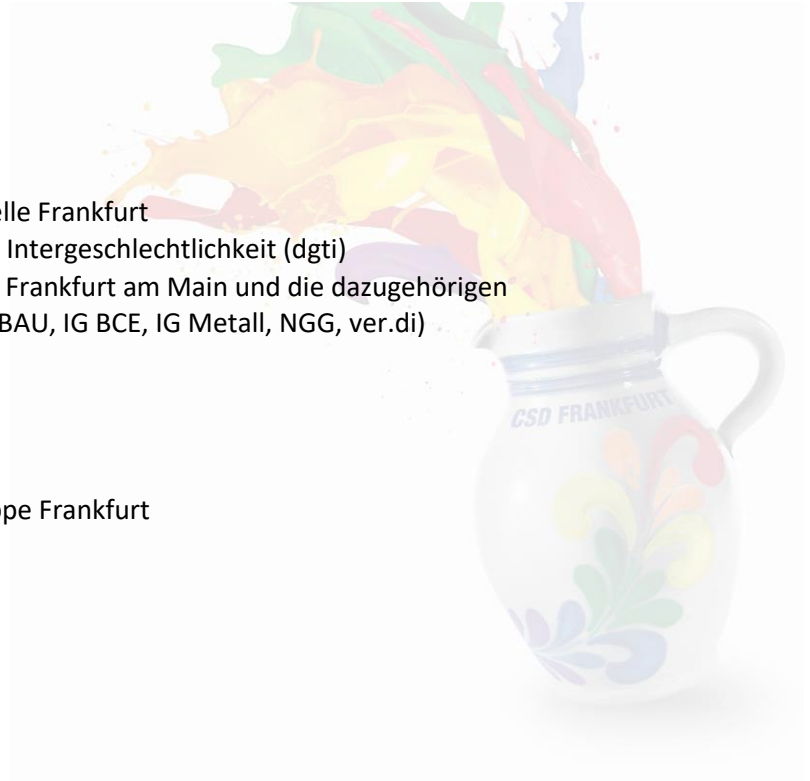 elle Frankfurt
Intergeschlechtlichkeit (dgti)
Frankfurt am Main und die dazugehörigen
BAU, IG BCE, IG Metall, NGG, ver.di)
CSD FRANKFURT
ppe Frankfurt